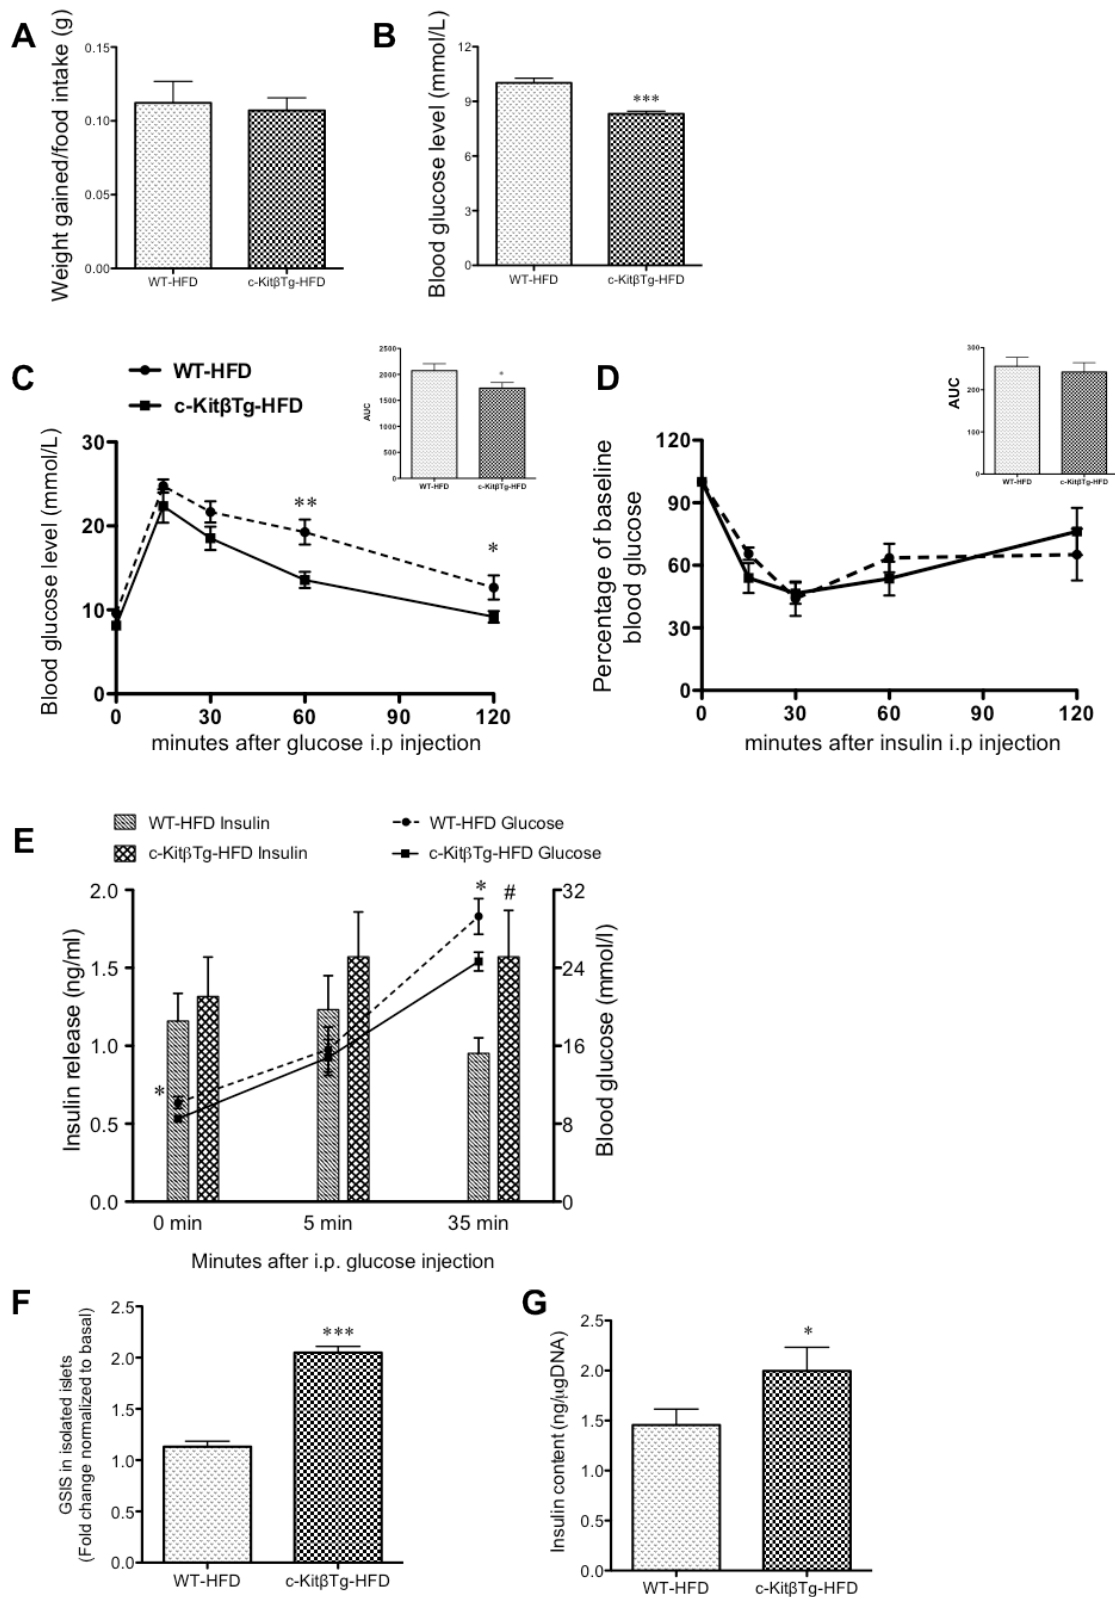 A
Weight gained/food intake (g)
0.15
0.10
0.05
0.00
WT-HFD c-KitβTg-HFD
B
Blood glucose level (mmol/L)
12
9
6
3
0
***
WT-HFD c-KitβTg-HFD
C
WT-HFD
c-KitβTg-HFD
Blood glucose level (mmol/L)
30
20
10
0
**
*
0 30 60 90 120
minutes after glucose i.p injection
AUC
2500
2000
1500
1000
500
0
*
WT-HFD c-KitβTg-HFD
D
Percentage of baseline
blood glucose
120
90
60
30
0
0 30 60 90 120
minutes after insulin i.p injection
AUC
300
200
100
0
WT-HFD c-KitβTg-HFD
E
WT-HFD Insulin
WT-HFD Glucose
c-KitβTg-HFD Insulin
c-KitβTg-HFD Glucose
Insulin release (ng/ml)
2.0
1.5
1.0
0.5
0.0
*
* #
32
24
16
8
0
Blood glucose (mmol/l)
0 min 5 min 35 min
Minutes after i.p. glucose injection
F
GSIS in isolated islets
(Fold change normalized to basal)
2.5
2.0
1.5
1.0
0.5
0.0
***
WT-HFD c-KitβTg-HFD
G
Insulin content (ng/μgDNA)
2.5
2.0
1.5
1.0
0.5
0.0
*
WT-HFD c-KitβTg-HFD